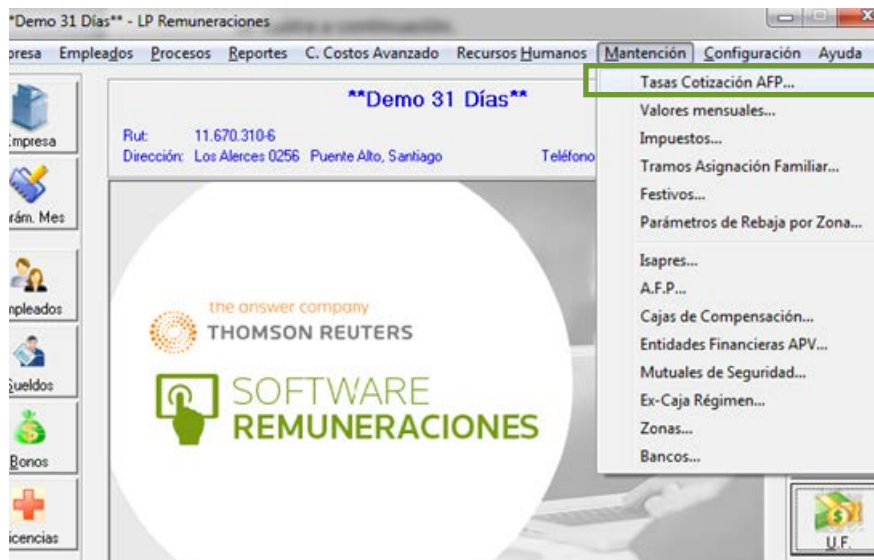 *Demo 31 Días** - LP Remuneraciones
presa Empleados Procesos Reportes C. Costos Avanzado Recursos Humanos Mantención Configuración Ayuda
Tasas Cotización AFP...
Valores mensuales...
Impuestos...
Tramos Asignación Familiar...
Festivos...
Parámetros de Rebaja por Zona...
Isapres...
A.F.P...
Cajas de Compensación...
Entidades Financieras APV...
Mutuales de Seguridad...
Ex-Caja Régimen...
Zonas...
Bancos...
**Demo 31 Días**
Rut: 11.670.310-6
Dirección: Los Alerces 0256 Puente Alto, Santiago Teléfono
mpresa
rám. Mes
mpleados
Sueldos
Bonos
icencias
the answer company
THOMSON REUTERS
SOFTWARE
REMUNERACIONES
U.F.